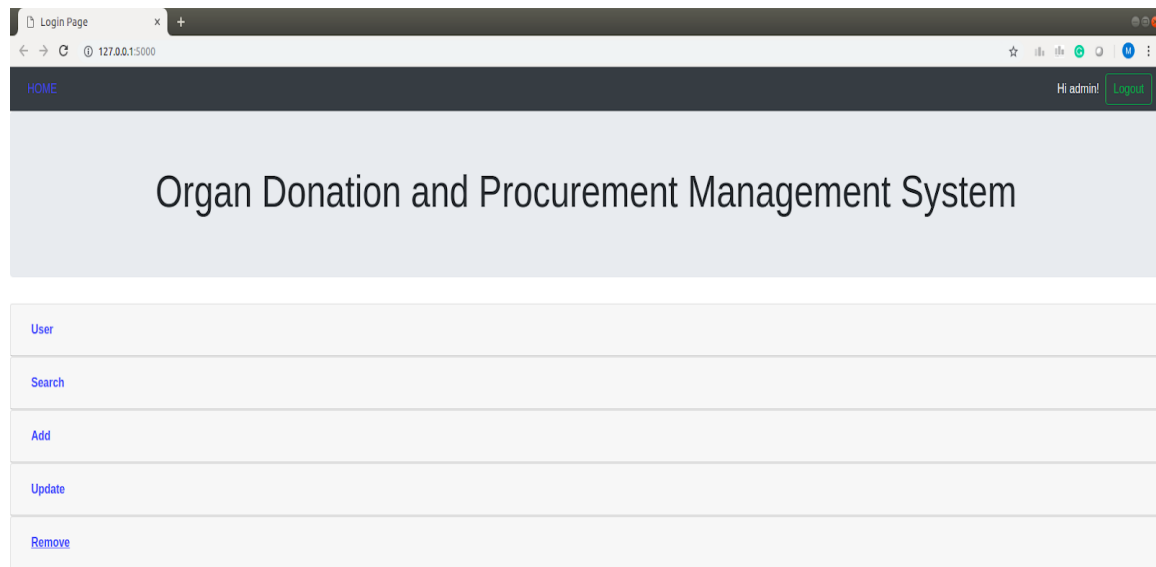 Login Page x +
127.0.0.1:5000 M
HOME Hi admin! Logout
Organ Donation and Procurement Management System
User
Search
Add
Update
Remove